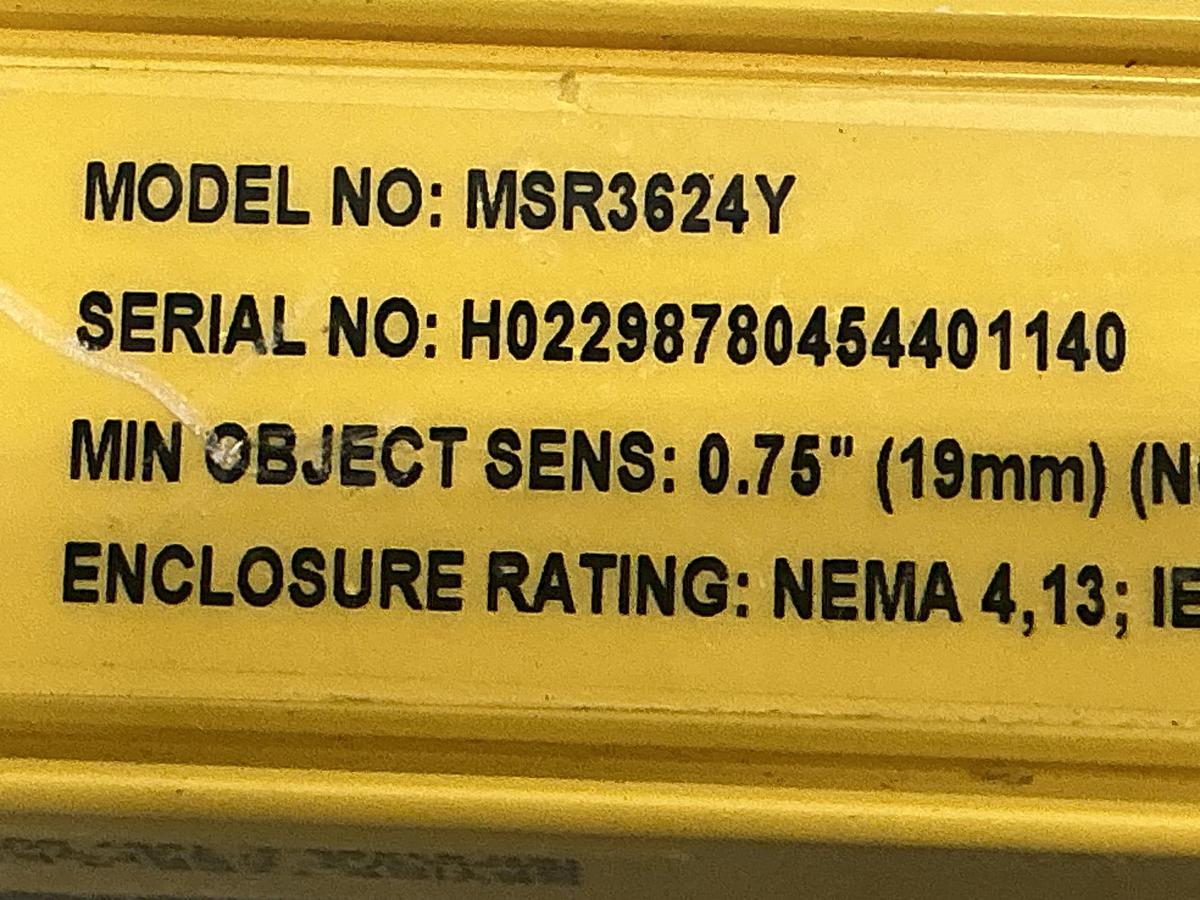 MODEL NO: MSR3624Y
SERIAL NO: H02298780454401140
MIN OBJECT SENS: 0.75" (19mm)
ENCLOSURE RATING: NEMA 4,13;